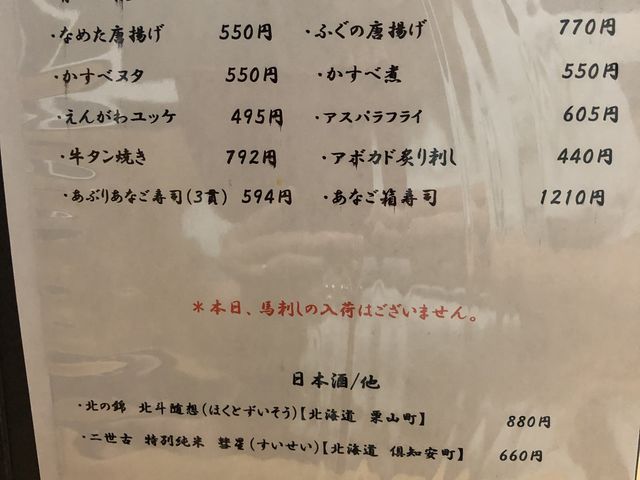 ・なめた唐揚げ 550円 ・ふぐの唐揚げ 770円
・かすべヌタ 550円 ・かすべ煮 550円
・えんがわユッケ 495円 ・アスパラフライ 605円
・牛タン焼き 792円 ・アボカド炙り刺し 440円
・あぶりあなご寿司(3貫) 594円 ・あなご箱寿司 1210円
＊本日、馬刺しの入荷はございません。
日本酒/他
・北の錦 北斗随想(ほくとずいそう)【北海道 栗山町】 880円
・二世古 特別純米 彗星(すいせい)【北海道 倶知安町】 660円